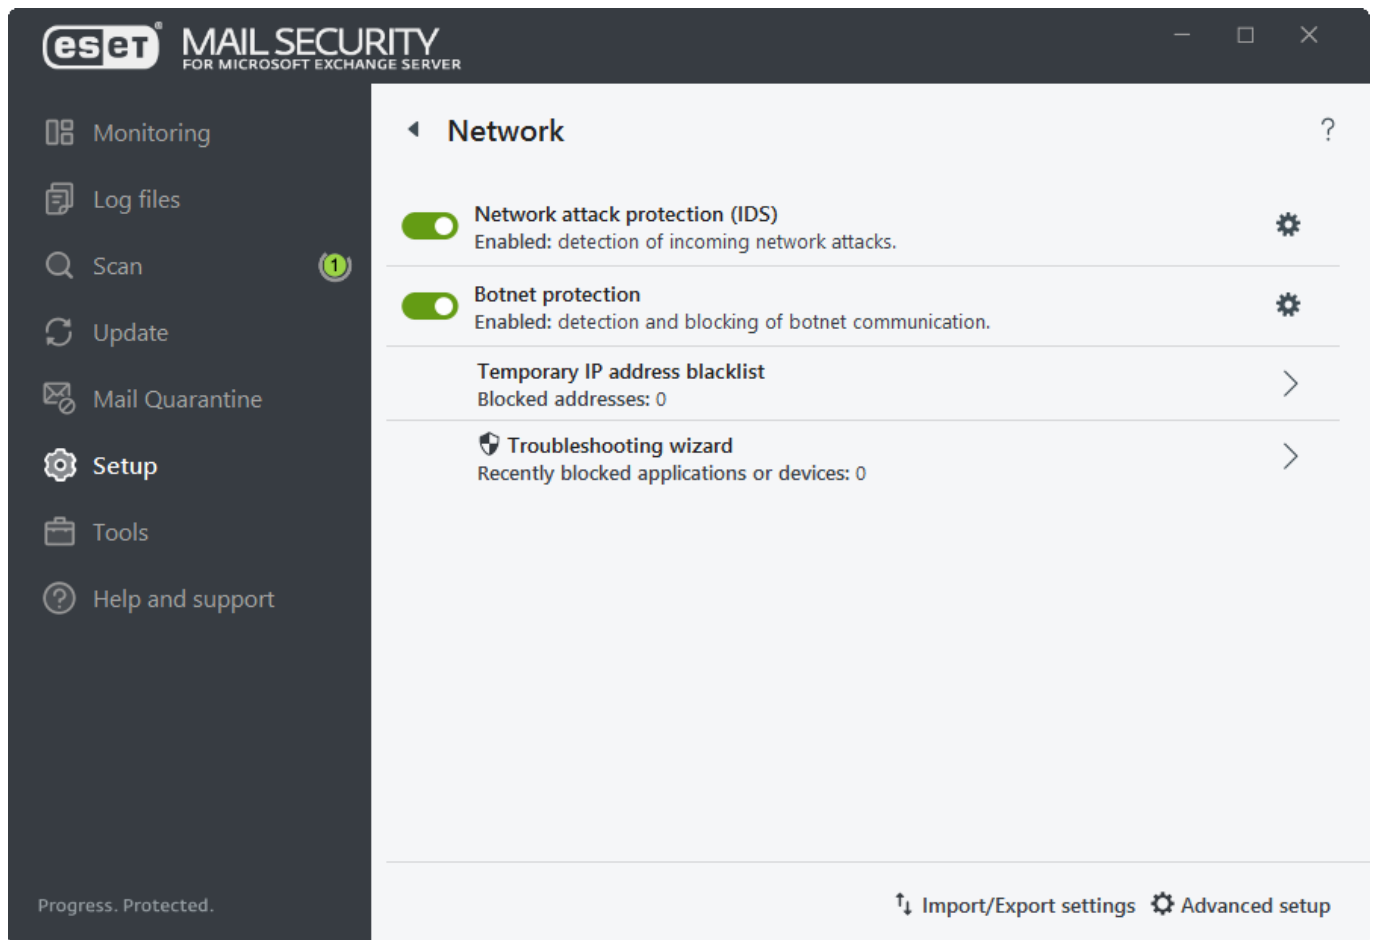 eset® MAIL SECURITY
FOR MICROSOFT EXCHANGE SERVER
Monitoring
Log files
Scan
1
Update
Mail Quarantine
Setup
Tools
Help and support
Progress. Protected.
Network
?
Network attack protection (IDS)
Enabled: detection of incoming network attacks.
Botnet protection
Enabled: detection and blocking of botnet communication.
Temporary IP address blacklist
Blocked addresses: 0
Troubleshooting wizard
Recently blocked applications or devices: 0
Import/Export settings Advanced setup